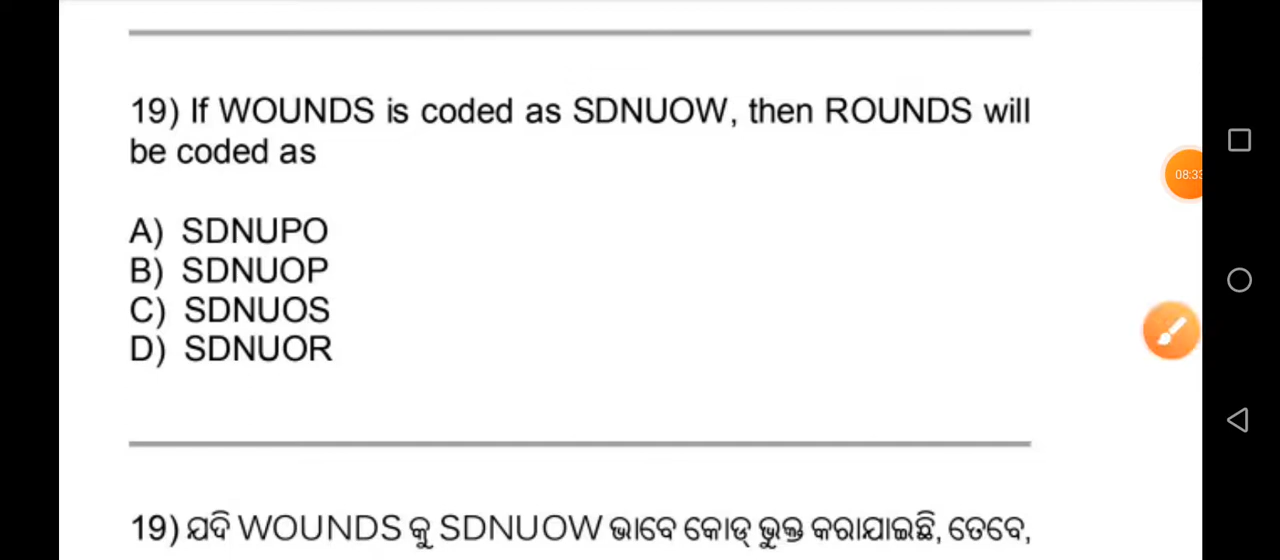 19) If WOUNDS is coded as SDNUOW, then ROUNDS will
be coded as
A) SDNUPO
B) SDNUOP
C) SDNUOS
D) SDNUOR
19) ଯଦି WOUNDS କୁ SDNUOW ଭାବେ କୋଡ୍ ଭୁକ୍ତ କରାଯାଇଛି, ତେବେ,